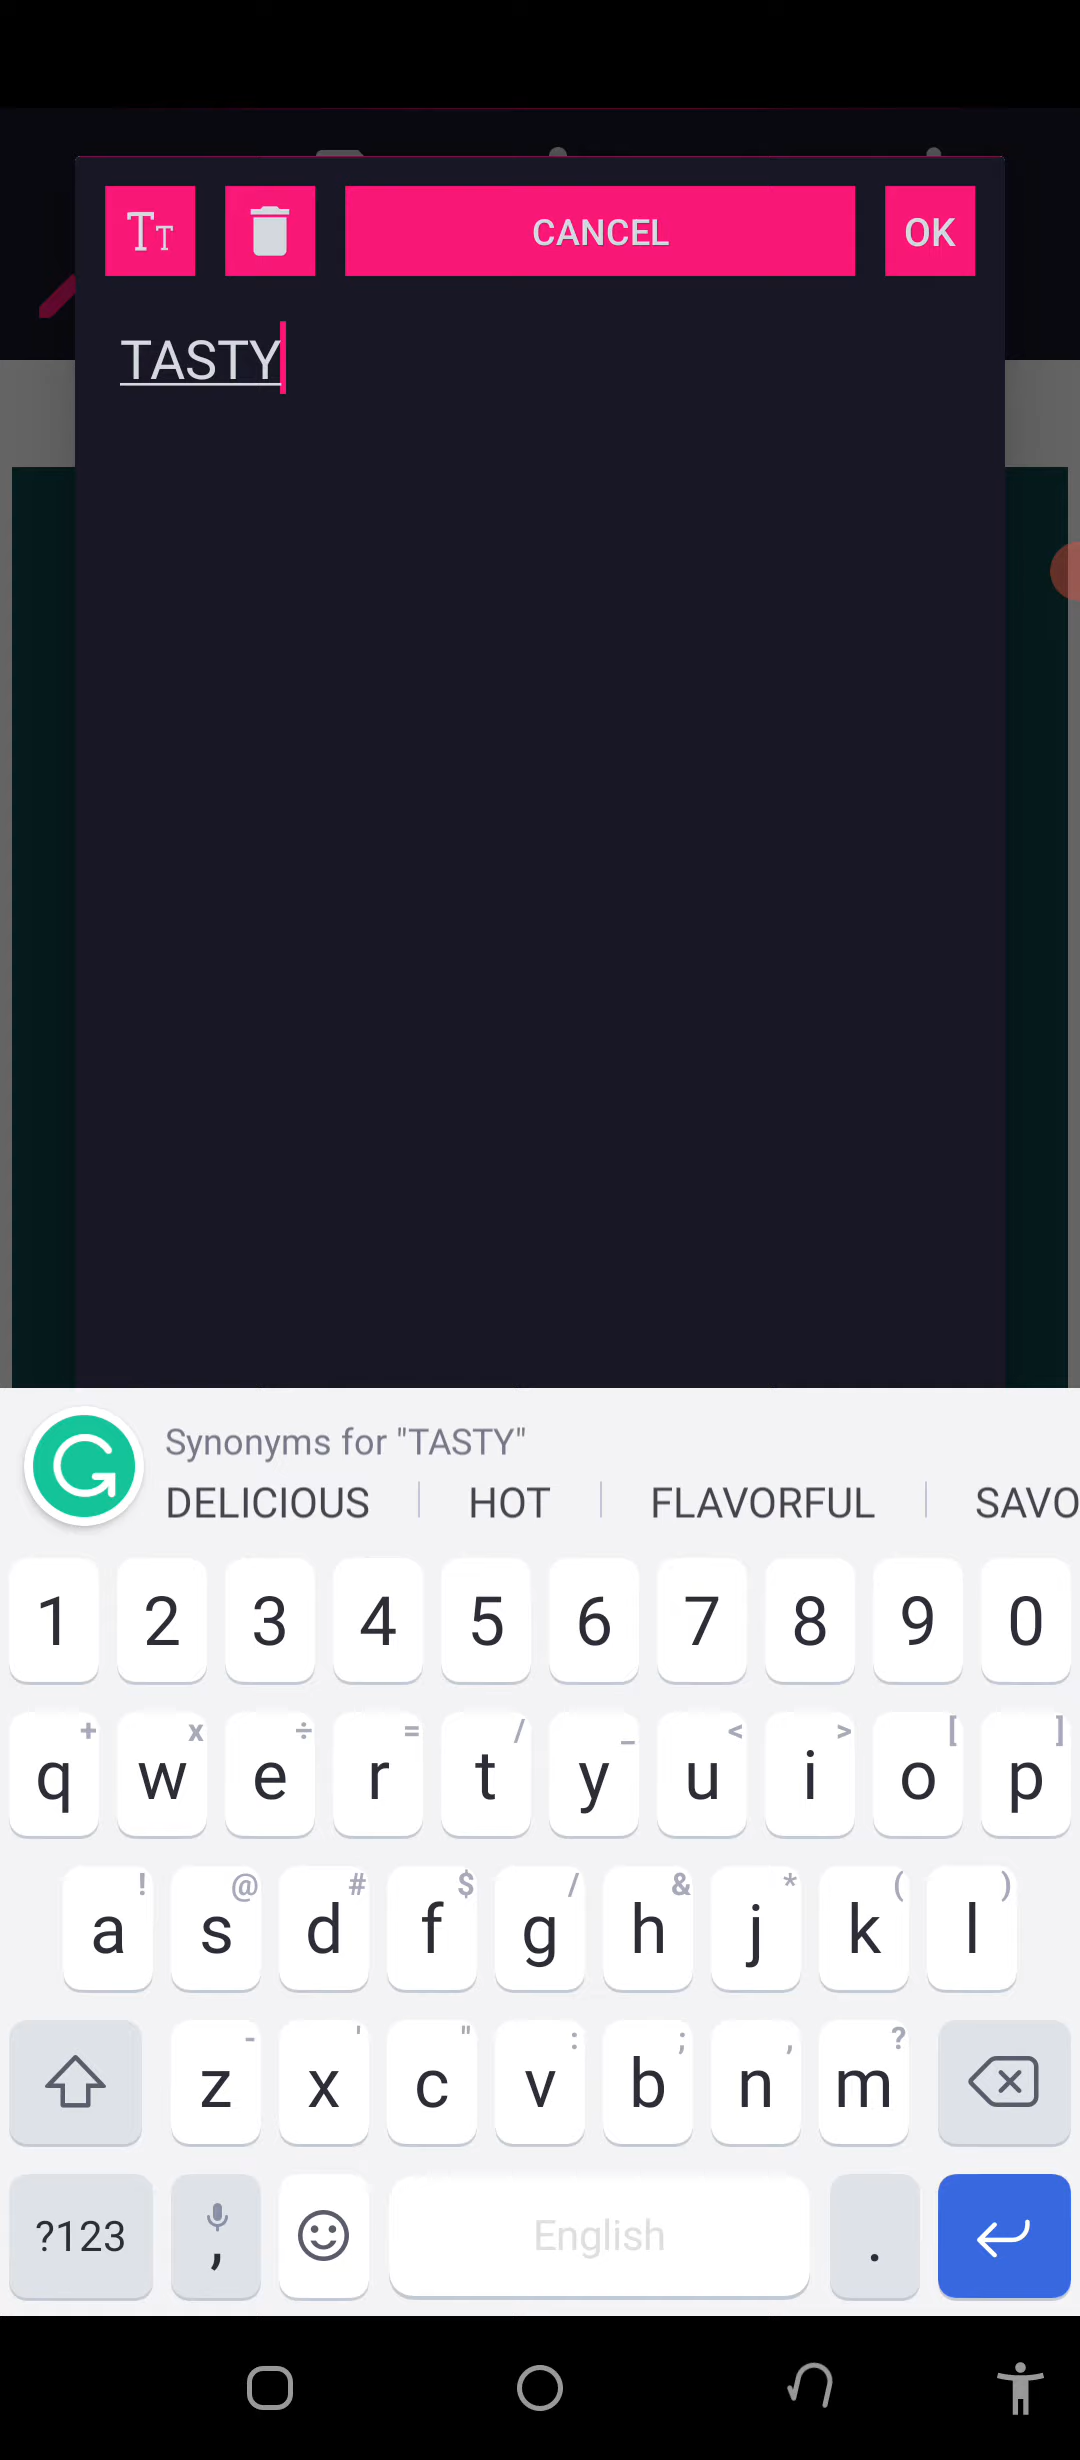 Tт CANCEL OK
TASTY
Synonyms for "TASTY"
DELICIOUS HOT FLAVORFUL SAVO
1 2 3 4 5 6 7 8 9 0
+ x ÷ = / _ < > [ ]
q w e r t y u i o p
! @ # $ / & * ( )
a s d f g h j k l
- ' " : ; , ?
z x c v b n m
?123 , English .